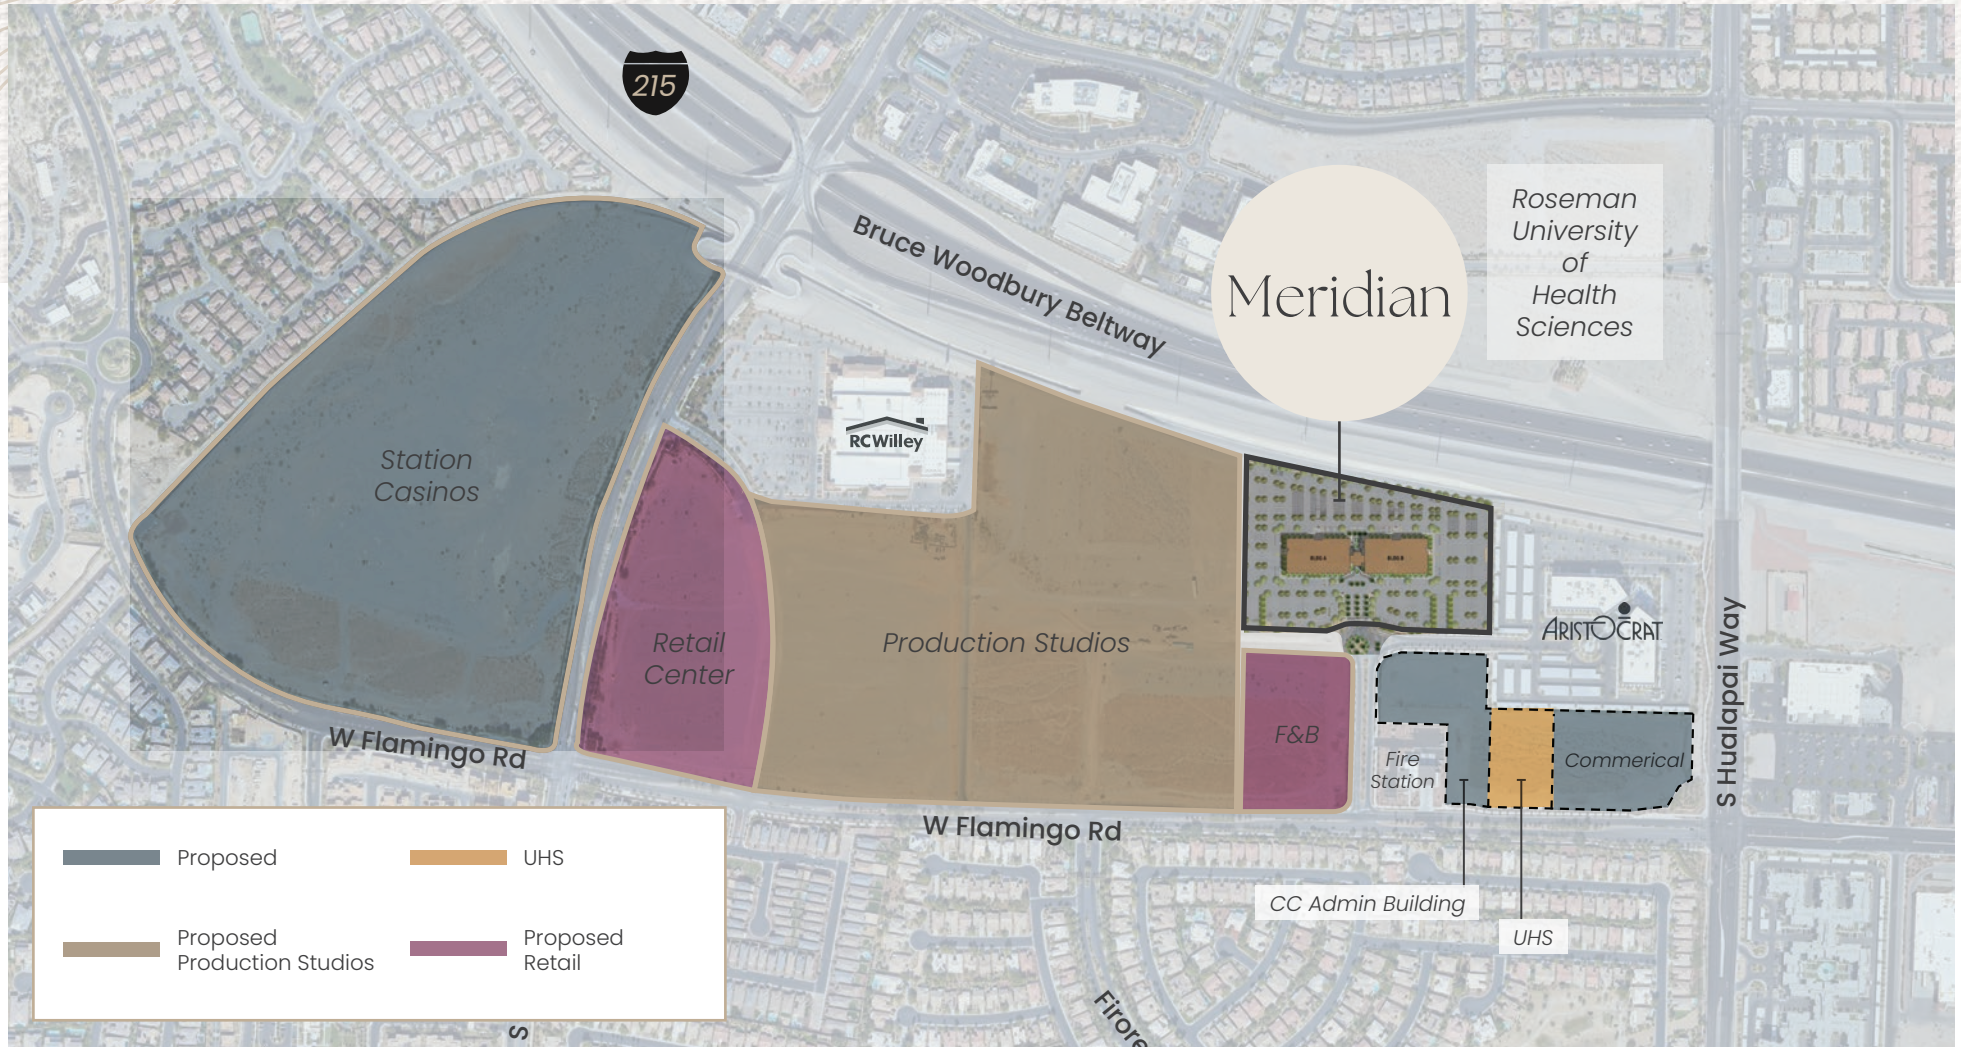 215
Bruce Woodbury Beltway
Meridian
Roseman
University
of
Health
Sciences
RCWilley
Station
Casinos
Retail
Center
Production Studios
ARISTOCRAT
S Hualapai Way
F&B
Fire
Station
Commerical
W Flamingo Rd
W Flamingo Rd
CC Admin Building
UHS
Proposed
UHS
Proposed
Production Studios
Proposed
Retail
S
Firore